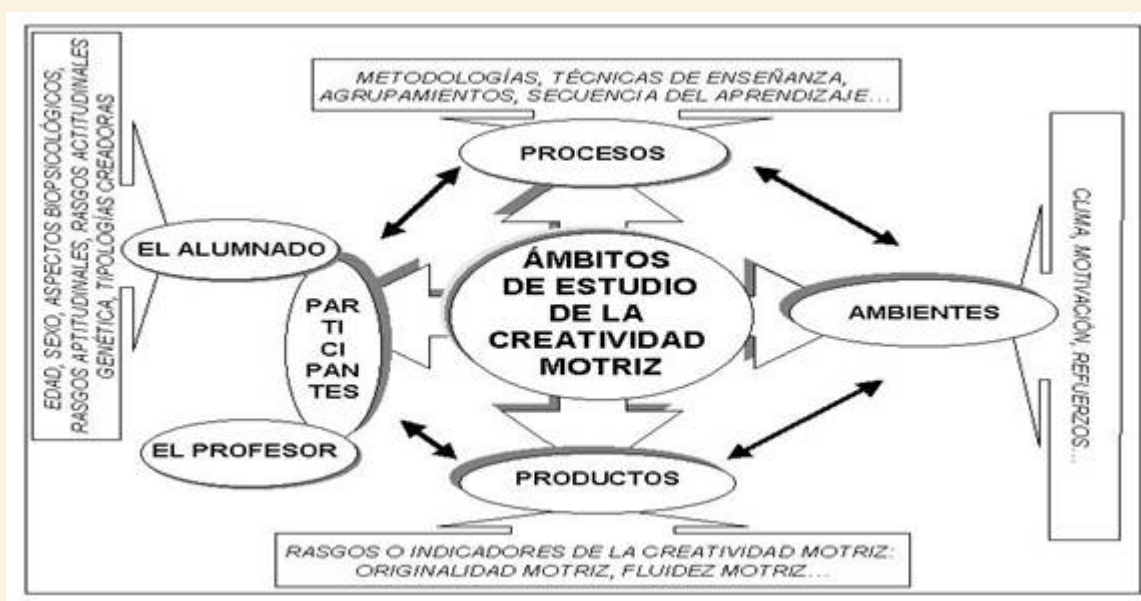 METODOLOGÍAS, TÉCNICAS DE ENSEÑANZA,
AGRUPAMIENTOS, SECUENCIA DEL APRENDIZAJE...
PROCESOS
EDAD, SEXO, ASPECTOS BIOPSICOLÓGICOS,
RASGOS APTITUDINALES, RASGOS ACTITUDINALES
GENÉTICA, TIPOLOGÍAS CREADORAS
EL ALUMNADO
PAR
TI
CI
PAN
TES
EL PROFESOR
ÁMBITOS
DE ESTUDIO
DE LA
CREATIVIDAD
MOTRIZ
AMBIENTES
CLIMA, MOTIVACIÓN, REFUERZOS...
PRODUCTOS
RASGOS O INDICADORES DE LA CREATIVIDAD MOTRIZ:
ORIGINALIDAD MOTRIZ, FLUIDEZ MOTRIZ...